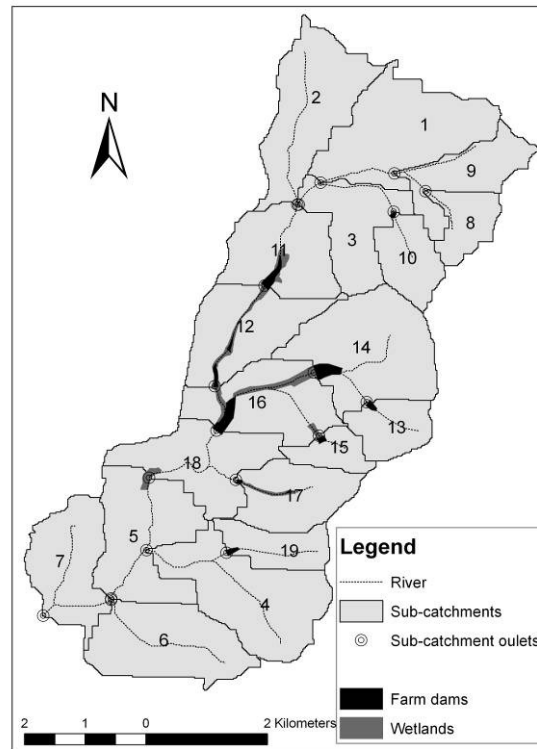 N
2
1
9
8
3
10
11
12
14
16
13
15
18
17
5
19
7
4
6
Legend
River
Sub-catchments
Sub-catchment oulets
Farm dams
Wetlands
2 1 0 2 Kilometers